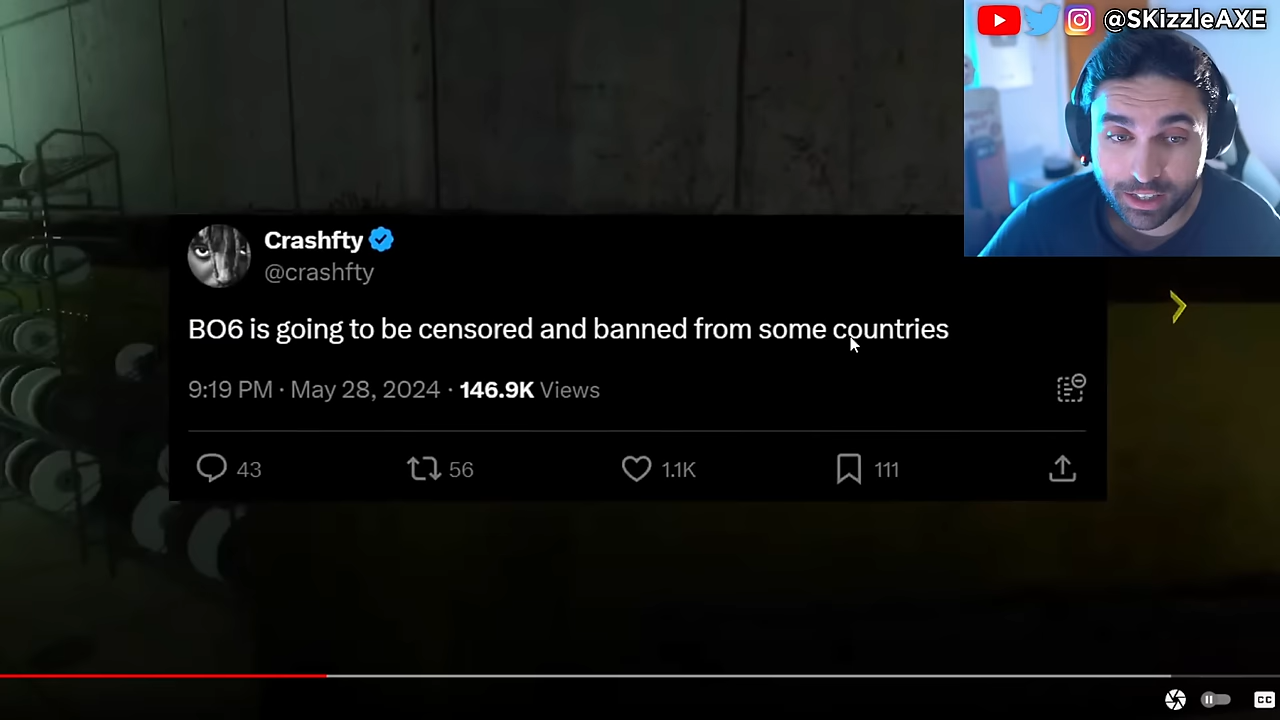 @SKizzleAXE
Crashfty
@crashfty
BO6 is going to be censored and banned from some countries
9:19 PM · May 28, 2024 · 146.9K Views
43 56 1.1K 111
CC